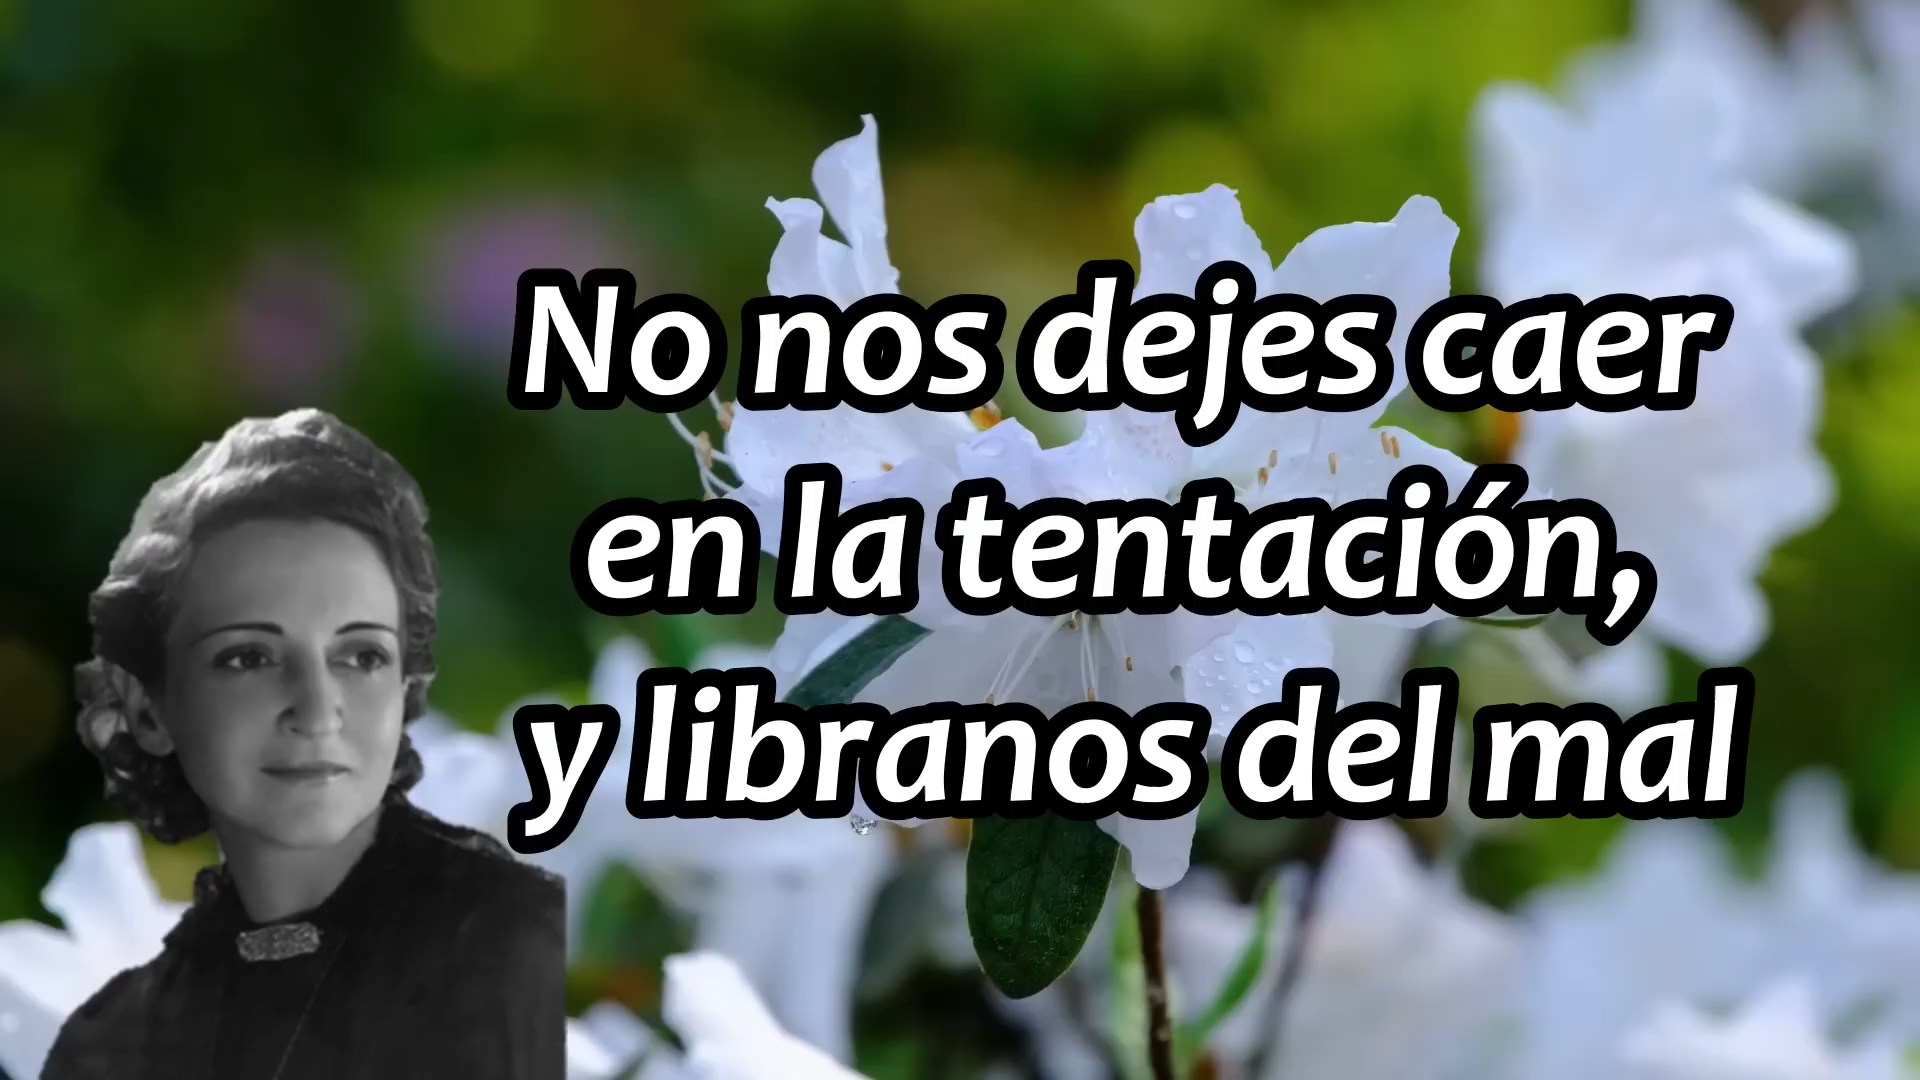 No nos dejes caer
en la tentación,
y libranos del mal